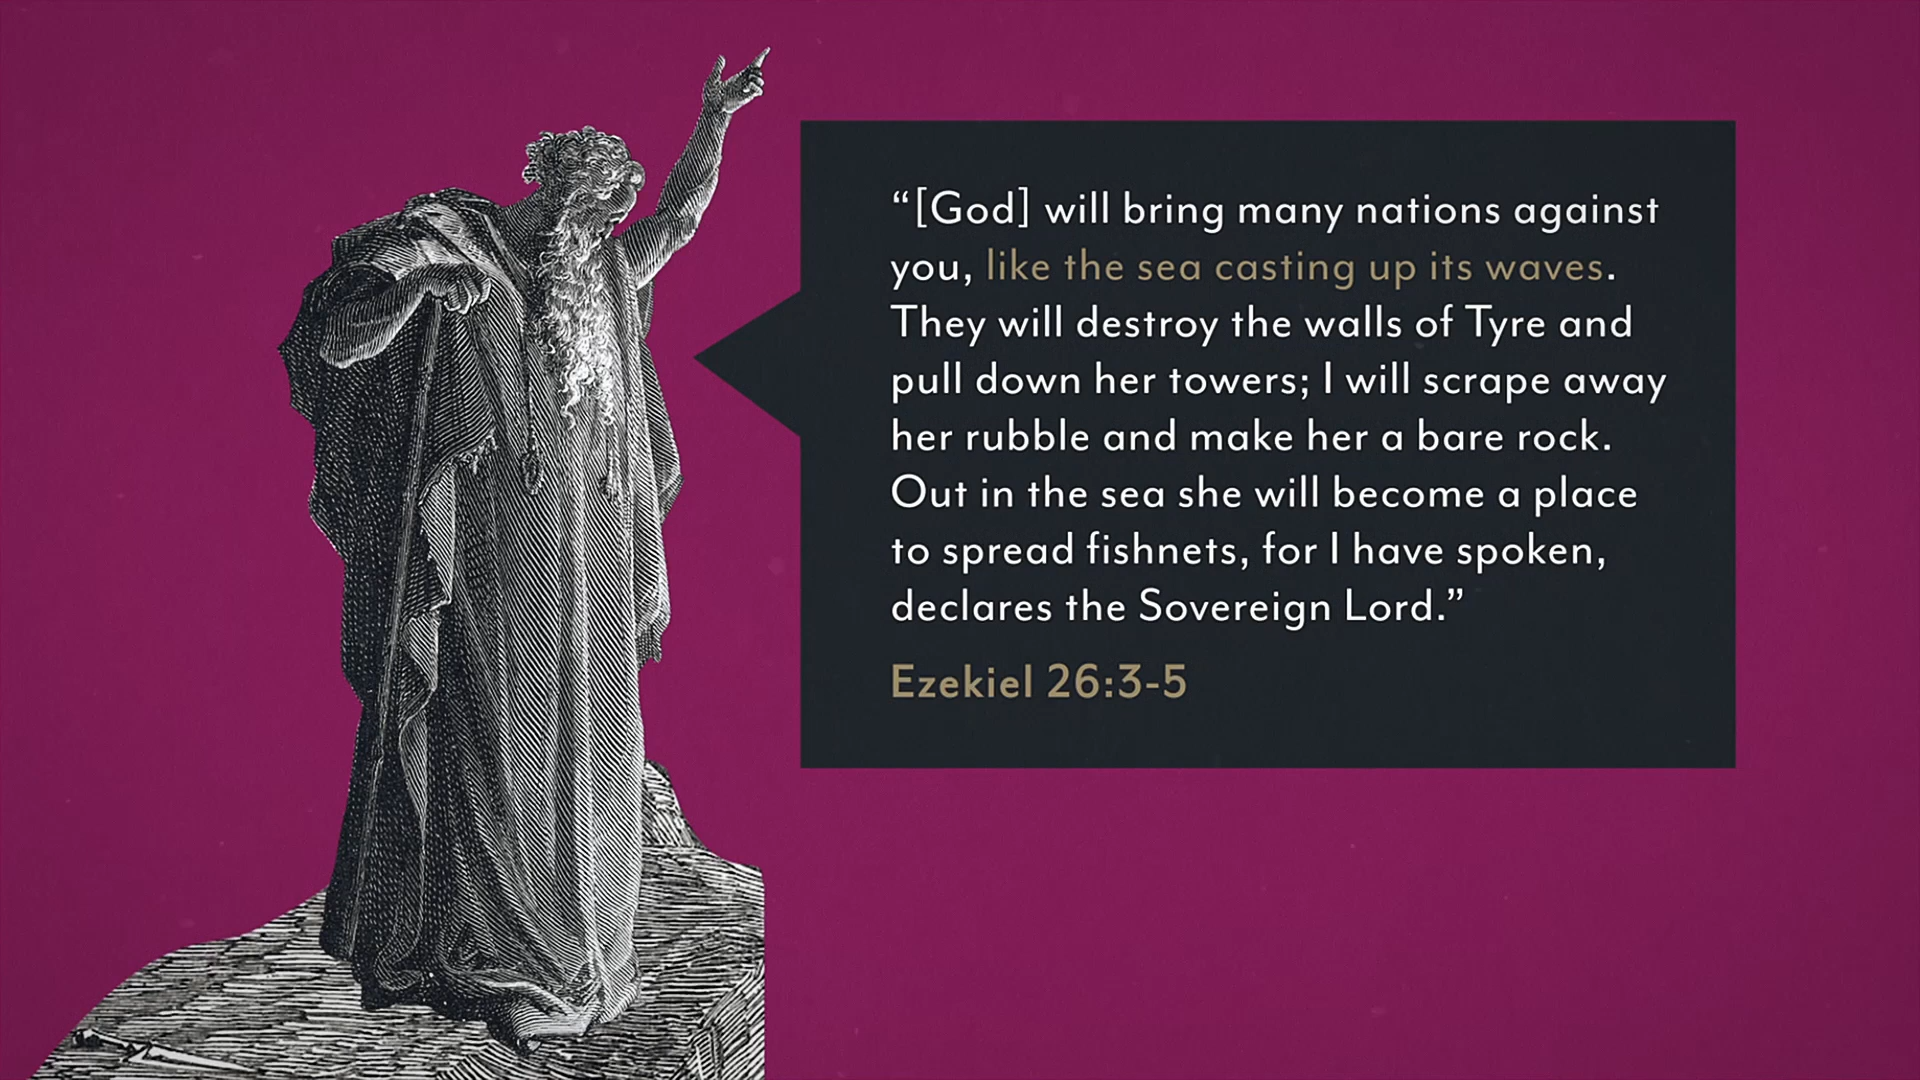 “[God] will bring many nations against
you, like the sea casting up its waves.
They will destroy the walls of Tyre and
pull down her towers; I will scrape away
her rubble and make her a bare rock.
Out in the sea she will become a place
to spread fishnets, for I have spoken,
declares the Sovereign Lord.”
Ezekiel 26:3-5